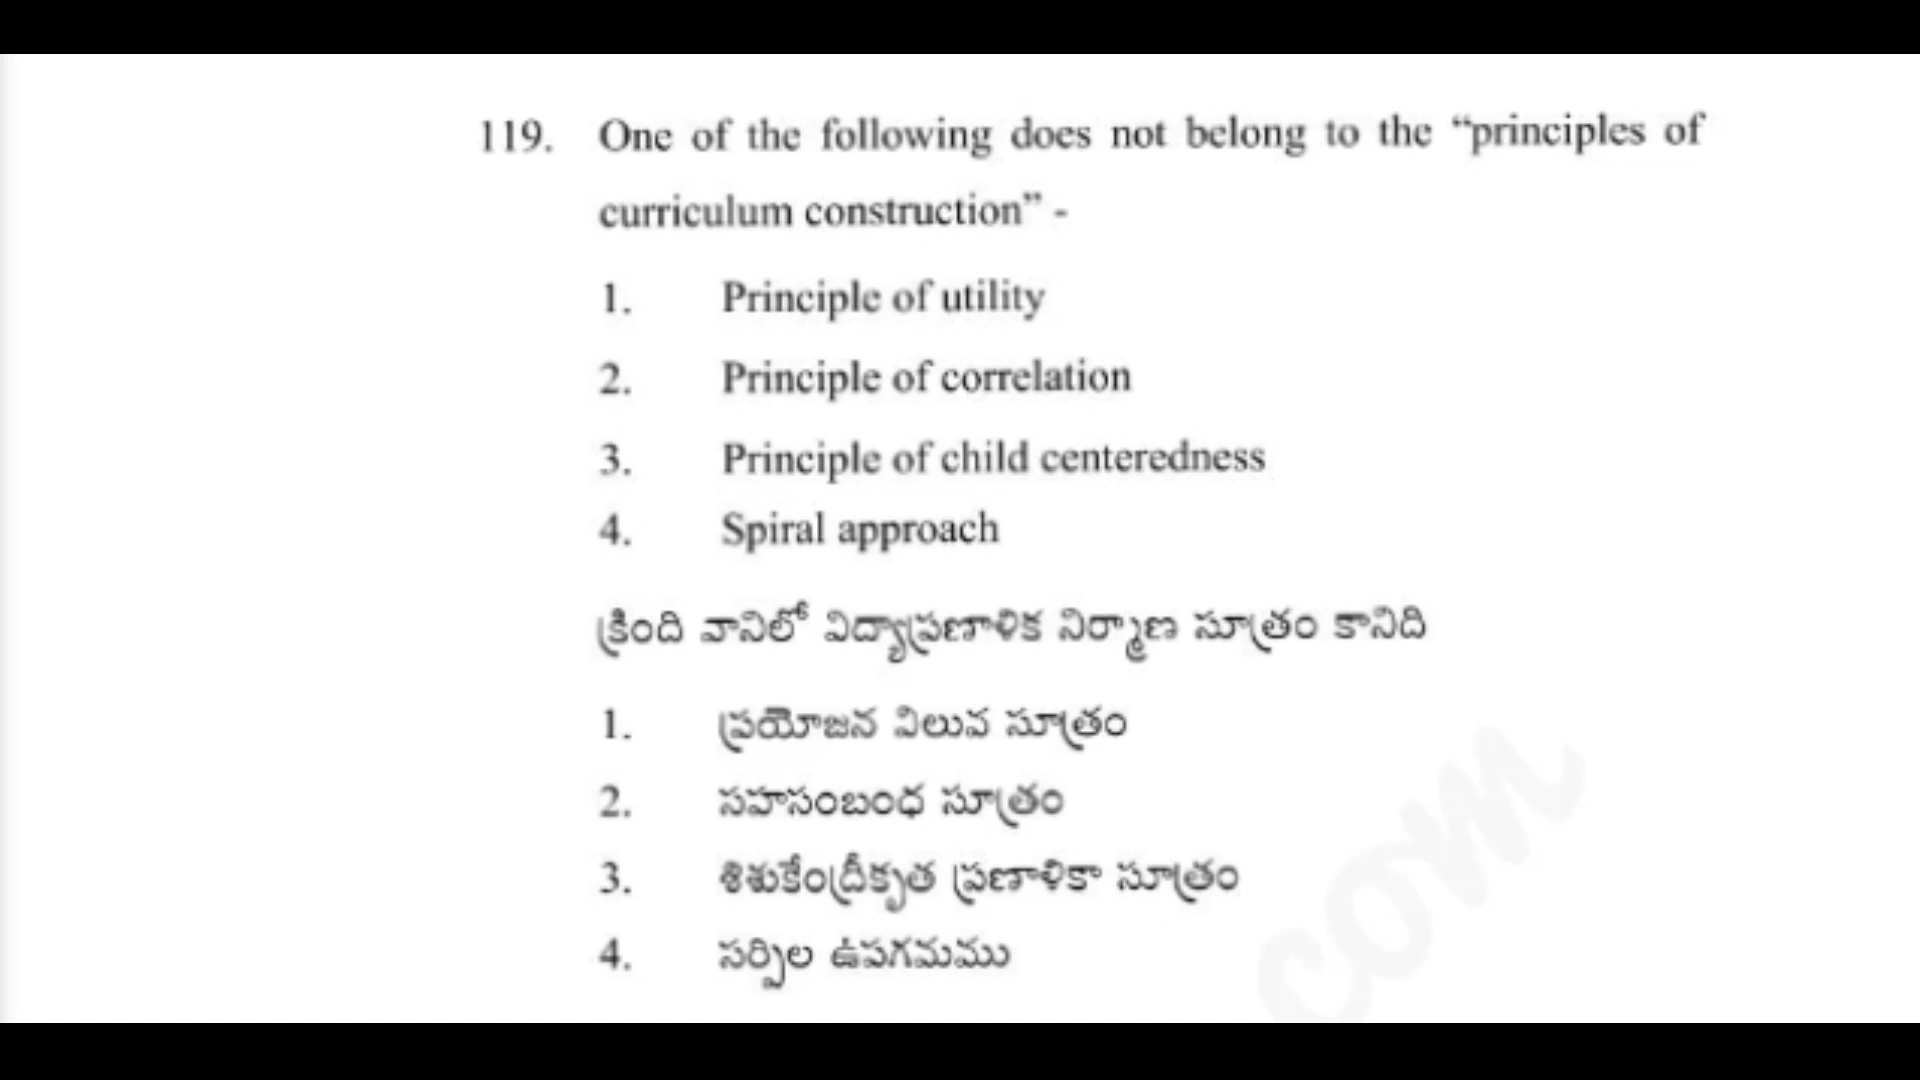 119. One of the following does not belong to the “principles of
curriculum construction” -
1. Principle of utility
2. Principle of correlation
3. Principle of child centeredness
4. Spiral approach
క్రింది వానిలో విద్యాప్రణాళిక నిర్మాణ సూత్రం కానిది
1. ప్రయోజన విలువ సూత్రం
2. సహసంబంధ సూత్రం
3. శిశుకేంద్రీకృత ప్రణాళికా సూత్రం
4. సర్పిల ఉపగమము
com